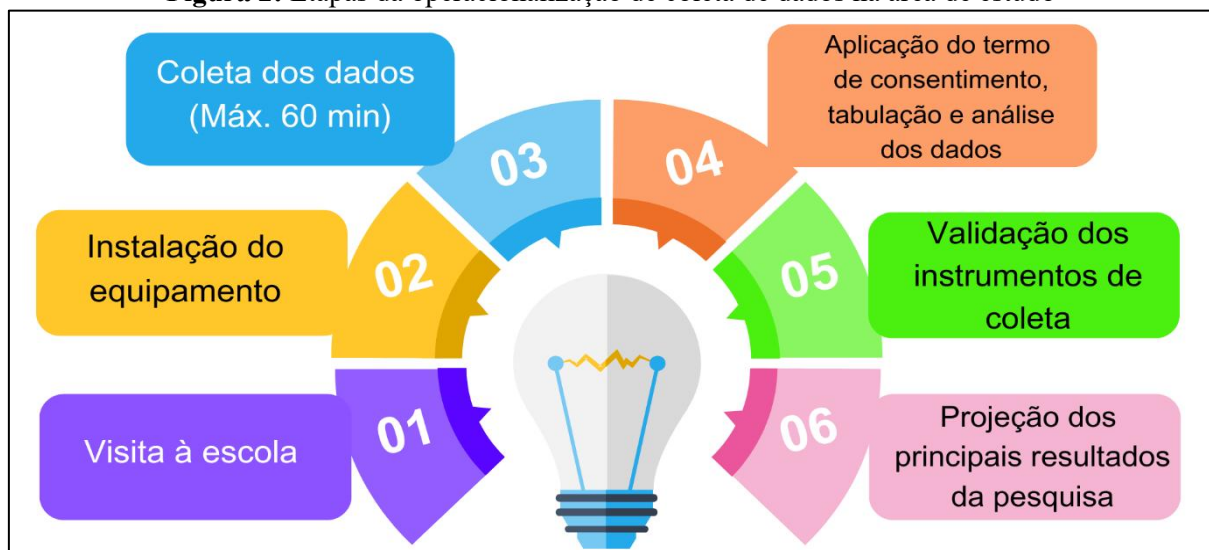 Coleta dos dados
(Máx. 60 min)
Aplicação do termo
de consentimento,
tabulação e análise
dos dados
03
04
Instalação do
equipamento
02
05
Validação dos
instrumentos de
coleta
Visita à escola
01
06
Projeção dos
principais resultados
da pesquisa